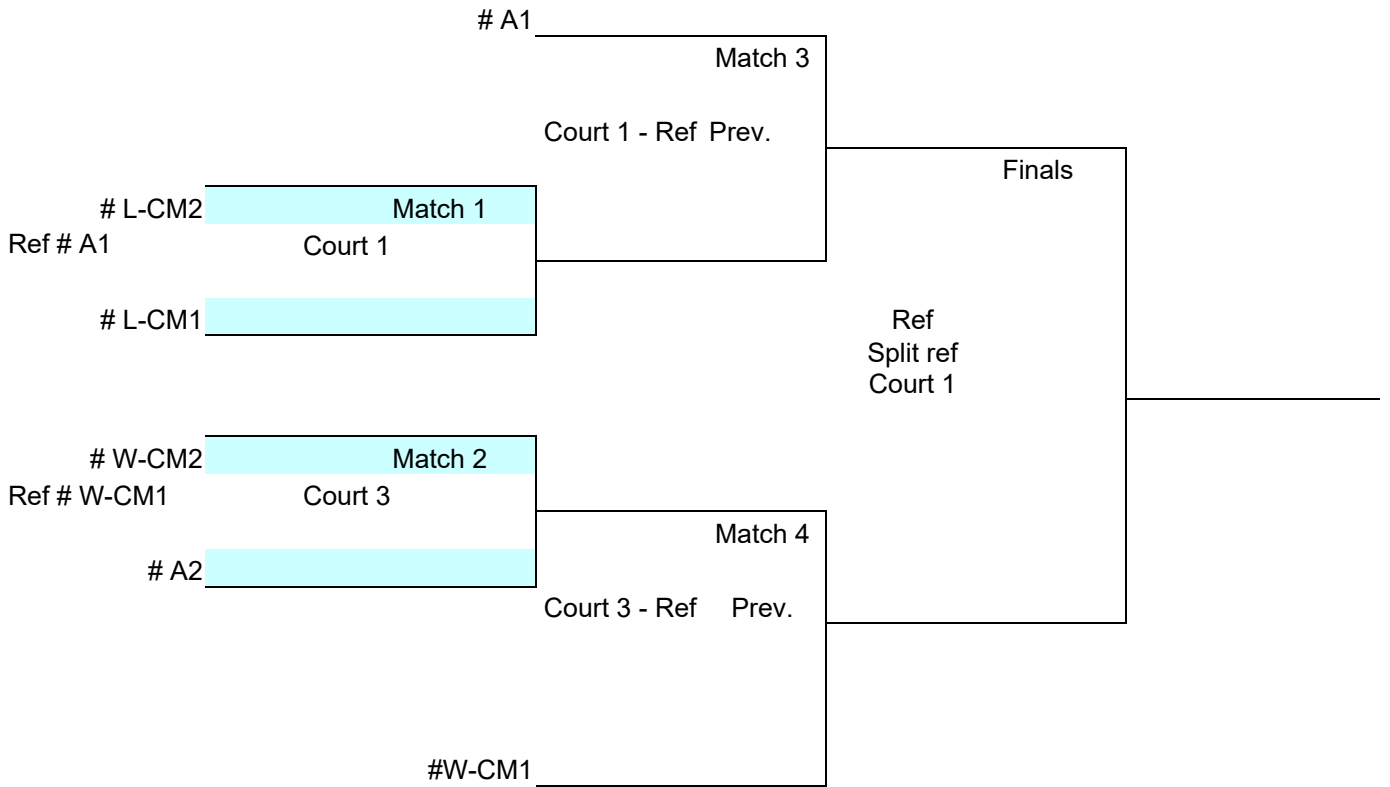 # A1
Match 3
Court 1 - Ref Prev.
Finals
# L-CM2 Match 1
Ref # A1 Court 1
# L-CM1
Ref
Split ref
Court 1
# W-CM2 Match 2
Ref # W-CM1 Court 3
Match 4
# A2
Court 3 - Ref Prev.
#W-CM1